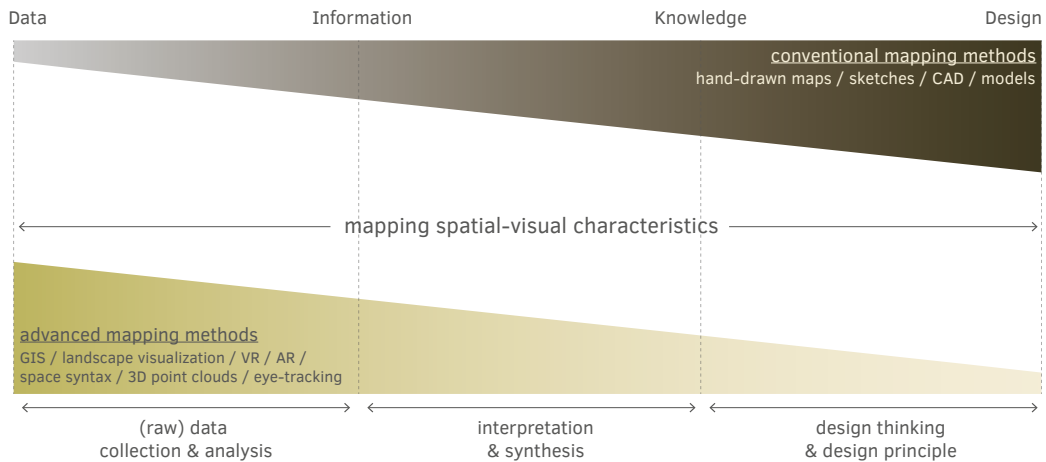 Data
Information
Knowledge
Design
conventional mapping methods
hand-drawn maps / sketches / CAD / models
mapping spatial-visual characteristics
advanced mapping methods
GIS / landscape visualization / VR / AR /
space syntax / 3D point clouds / eye-tracking
(raw) data
collection & analysis
interpretation
& synthesis
design thinking
& design principle